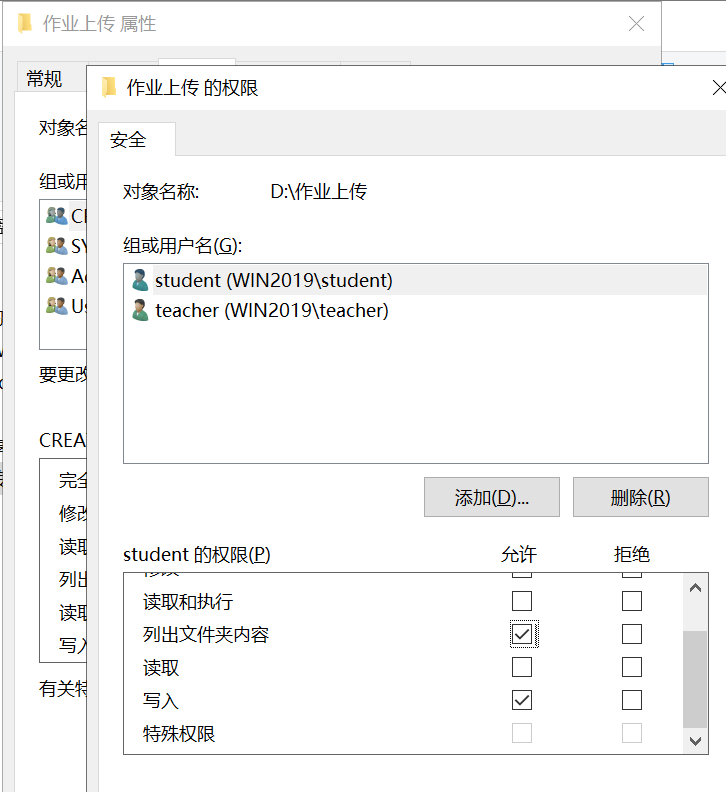 作业上传 属性
常规
作业上传 的权限
安全
对象名
对象名称: D:\作业上传
组或用
组或用户名(G):
SY
student (WIN2019\student)
teacher (WIN2019\teacher)
要更改
添加(D)... 删除(R)
CREA
student 的权限(P) 允许 拒绝
完全
修改
读取
列出
读取
写入
读取和执行
列出文件夹内容
读取
写入
特殊权限
有关特